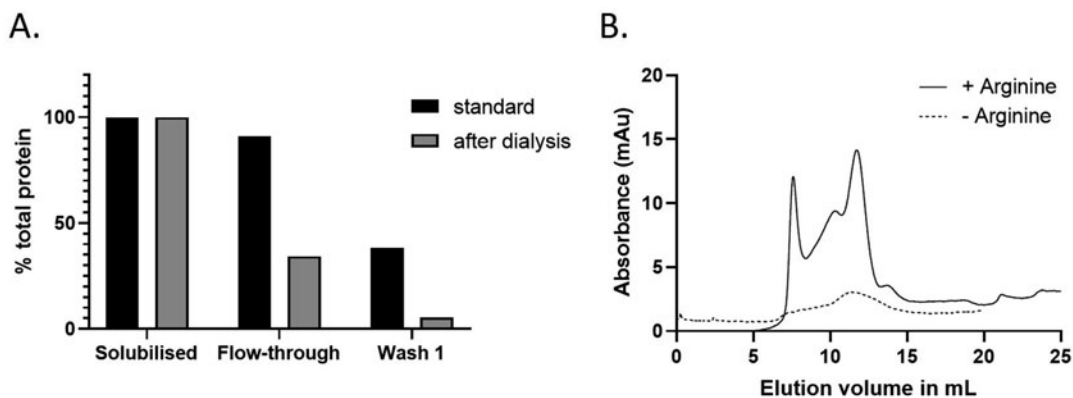 A.
% total protein
100
50
0
Solubilised
Flow-through
Wash 1
standard
after dialysis
B.
Absorbance (mAu)
20
15
10
5
0
0 5 10 15 20 25
Elution volume in mL
+ Arginine
- Arginine